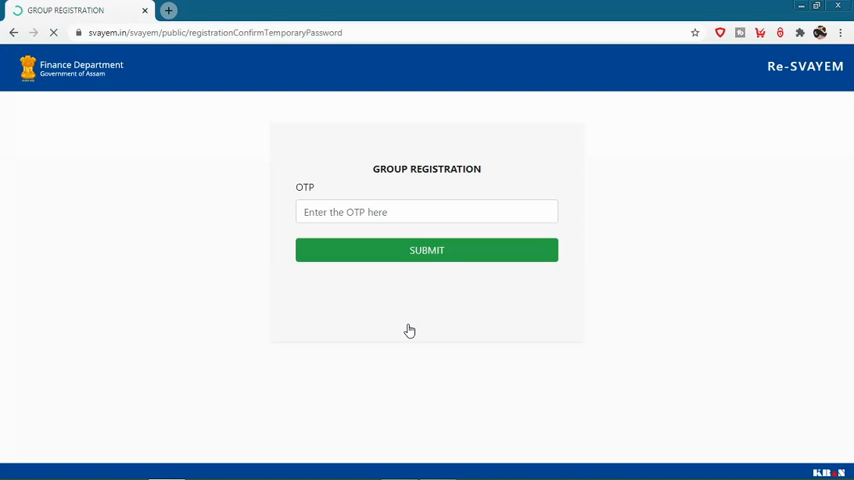 GROUP REGISTRATION
svayem.in/svayem/public/registrationConfirmTemporaryPassword
Finance Department
Government of Assam
Re-SVAYEM
GROUP REGISTRATION
OTP
Enter the OTP here
SUBMIT